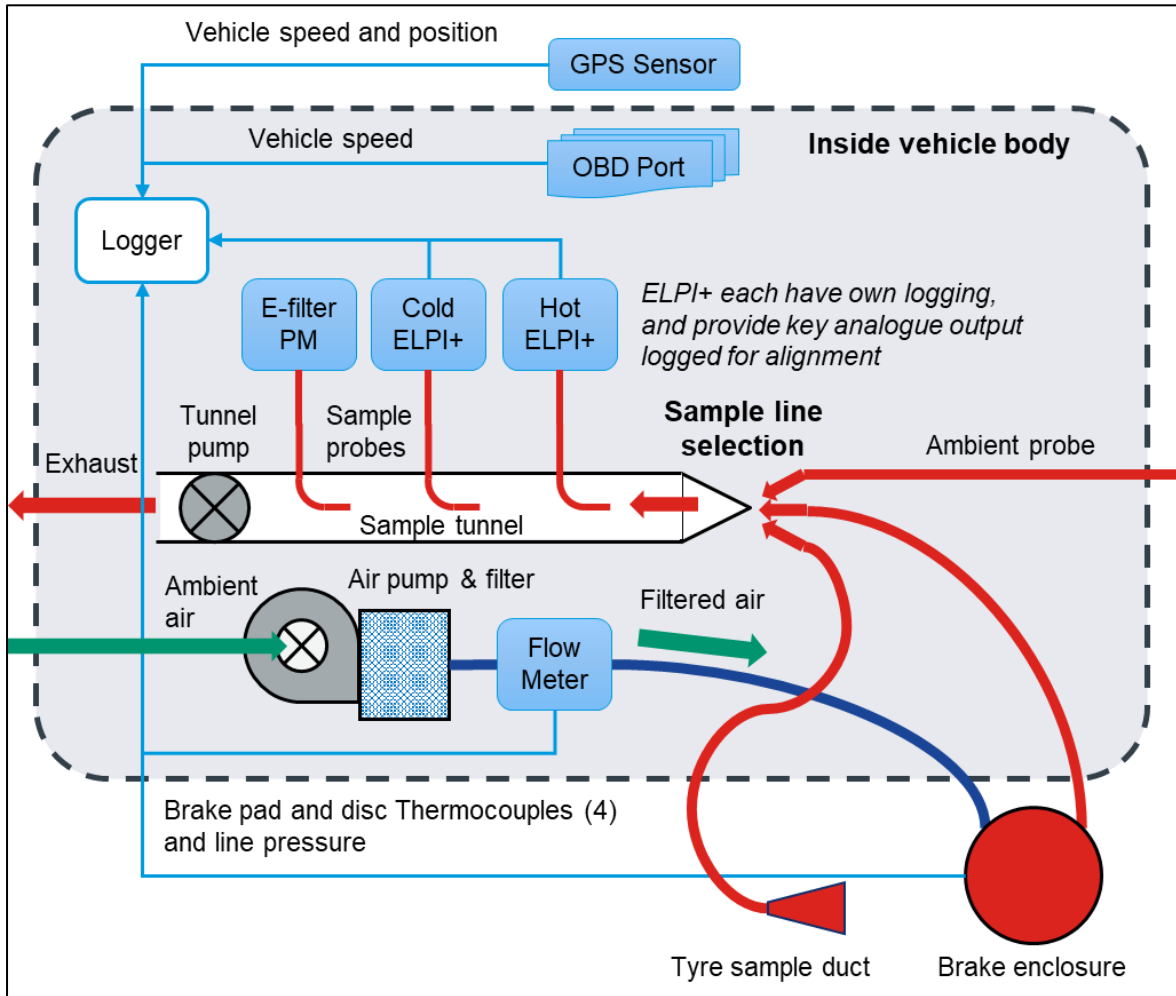 Vehicle speed and position
GPS Sensor
Vehicle speed
OBD Port
Inside vehicle body
Logger
E-filter
PM
Cold
ELPI+
Hot
ELPI+
ELPI+ each have own logging,
and provide key analogue output
logged for alignment
Tunnel
pump
Sample
probes
Sample line
selection
Exhaust
Ambient probe
Sample tunnel
Ambient
air
Air pump & filter
Filtered air
Flow
Meter
Brake pad and disc Thermocouples (4)
and line pressure
Tyre sample duct
Brake enclosure